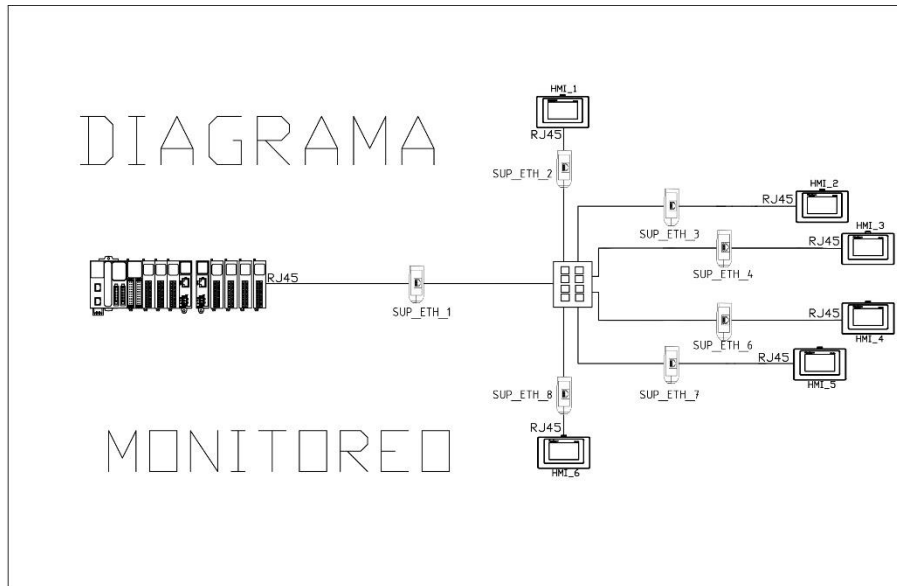 DIAGRAMA
HMI_1
RJ45
SUP_ETH_2
RJ45
HMI_2
SUP_ETH_3
HMI_3
RJ45
SUP_ETH_4
RJ45
SUP_ETH_1
RJ45
HMI_4
SUP_ETH_6
RJ45
HMI_5
SUP_ETH_7
SUP_ETH_8
RJ45
HMI_6
MONITOREO